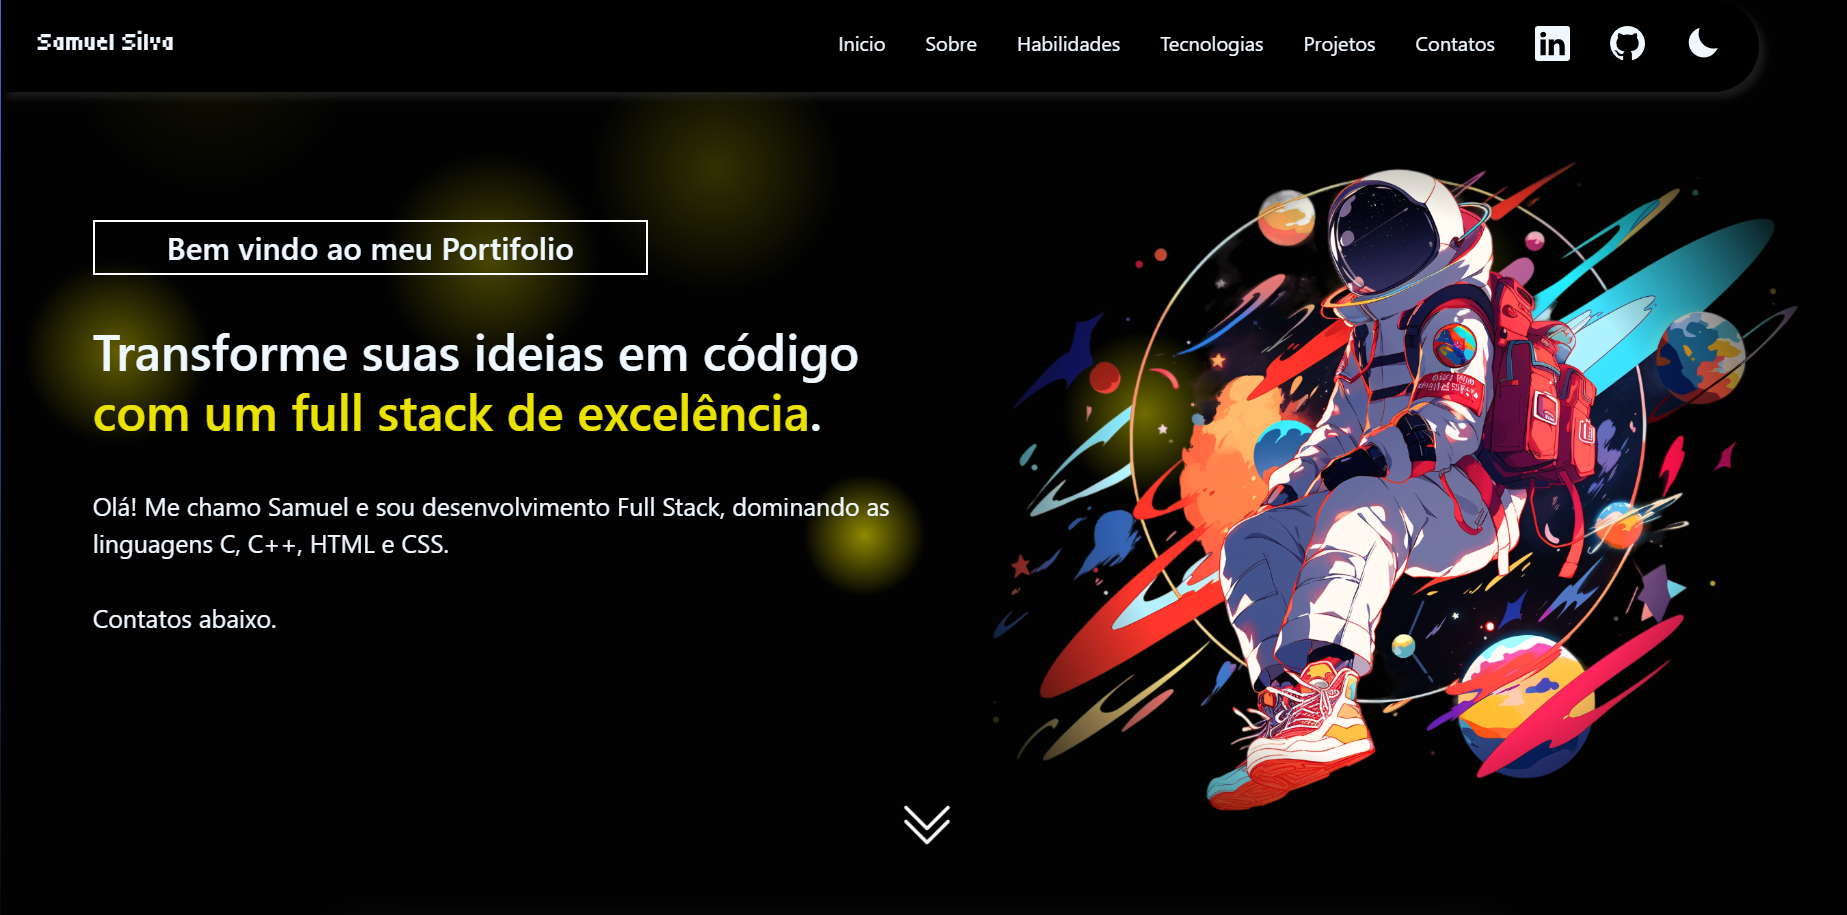 Samuel Silva
Inicio Sobre Habilidades Tecnologias Projetos Contatos in
Bem vindo ao meu Portifolio
Transforme suas ideias em código
com um full stack de excelência.
Olá! Me chamo Samuel e sou desenvolvimento Full Stack, dominando as
linguagens C, C++, HTML e CSS.
Contatos abaixo.